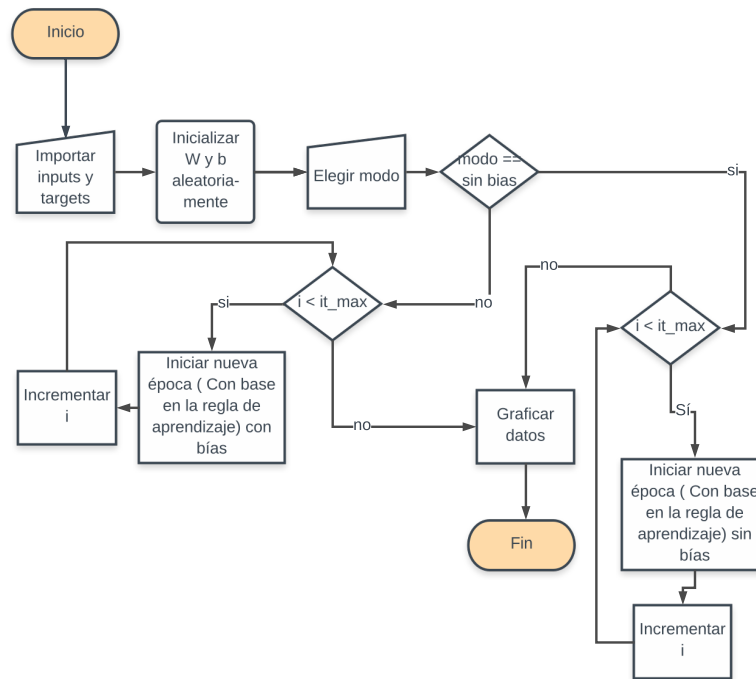 Inicio
Importar
inputs y
targets
Inicializar
W y b
aleatoria-
mente
Elegir modo
modo ==
sin bias
si
no
i < it_max
si
no
Iniciar nueva
época ( Con base
en la regla de
aprendizaje) con
bías
Incrementar
i
no
i < it_max
Sí
Graficar
datos
Fin
Iniciar nueva
época ( Con base
en la regla de
aprendizaje) sin
bías
Incrementar
i